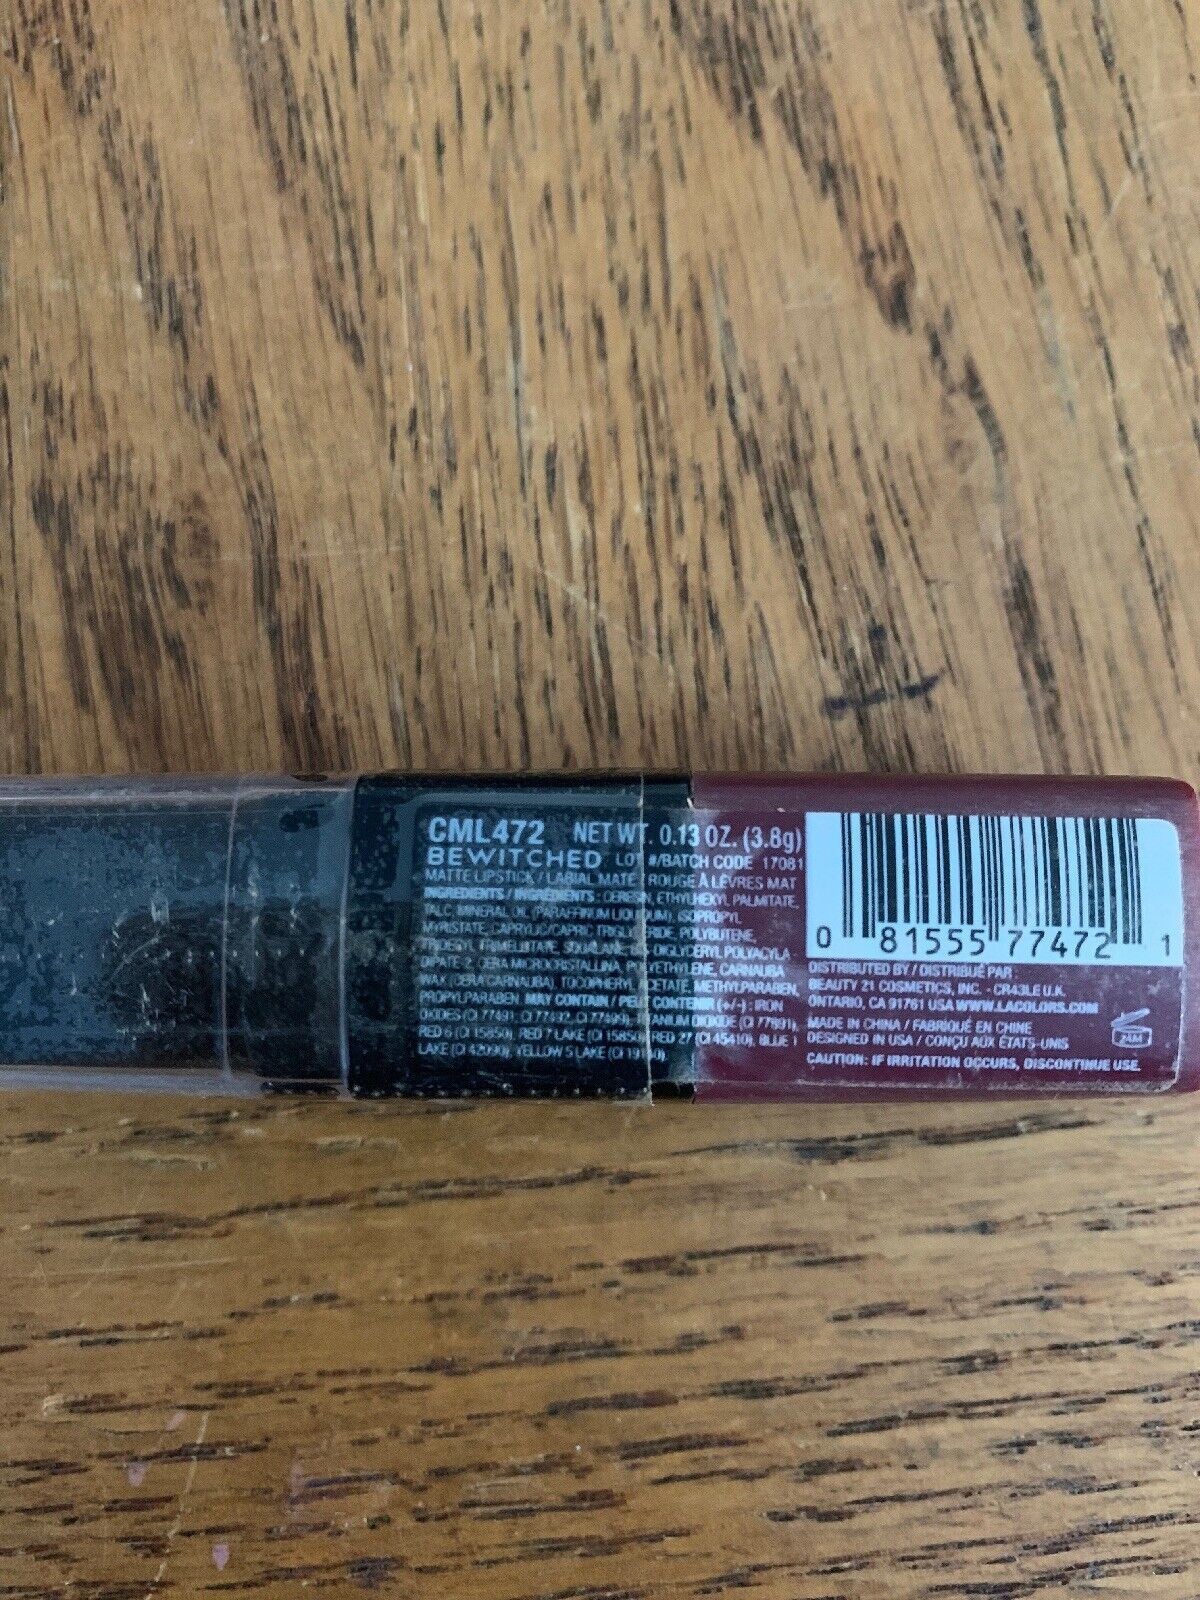 CML472 NET WT. 0.13 OZ. (3.8g)
BEWITCHED LOT #/BATCH CODE 17081
MATTE LIPSTICK / LABIAL MATE / ROUGE À LÈVRES MAT
INGREDIENTS / INGRÉDIENTS : CERESIN, ETHYLHEXYL PALMITATE,
TALC, MINERAL OIL (PARAFFINUM LIQUIDUM), ISOPROPYL
MYRISTATE, CAPRYLIC/CAPRIC TRIGLYCERIDE, POLYBUTENE,
TRIDECYL TRIMELLITATE, SQUALANE, DIGLYCERYL POLYACYLA
DIPATE-2, CERA MICROCRISTALLINA, POLYETHYLENE, CARNAUBA
WAX (CERA CARNAUBA), TOCOPHERYL ACETATE, METHYLPARABEN,
PROPYLPARABEN. MAY CONTAIN / PEUT CONTENIR (+/-) : IRON
OXIDES (CI 77491, CI 77492, CI 77499), TITANIUM DIOXIDE (CI 77891),
RED 6 (CI 15850), RED 7 LAKE (CI 15850), RED 27 (CI 45410), BLUE 1
LAKE (CI 42090), YELLOW 5 LAKE (CI 19140)
0 81555 77472 1
DISTRIBUTED BY / DISTRIBUÉ PAR
BEAUTY 21 COSMETICS, INC. - CR43LE U.K.
ONTARIO, CA 91761 USA WWW.LACOLORS.COM
MADE IN CHINA / FABRIQUÉ EN CHINE
DESIGNED IN USA / CONÇU AUX ÉTATS-UNIS
24M
CAUTION: IF IRRITATION OCCURS, DISCONTINUE USE.